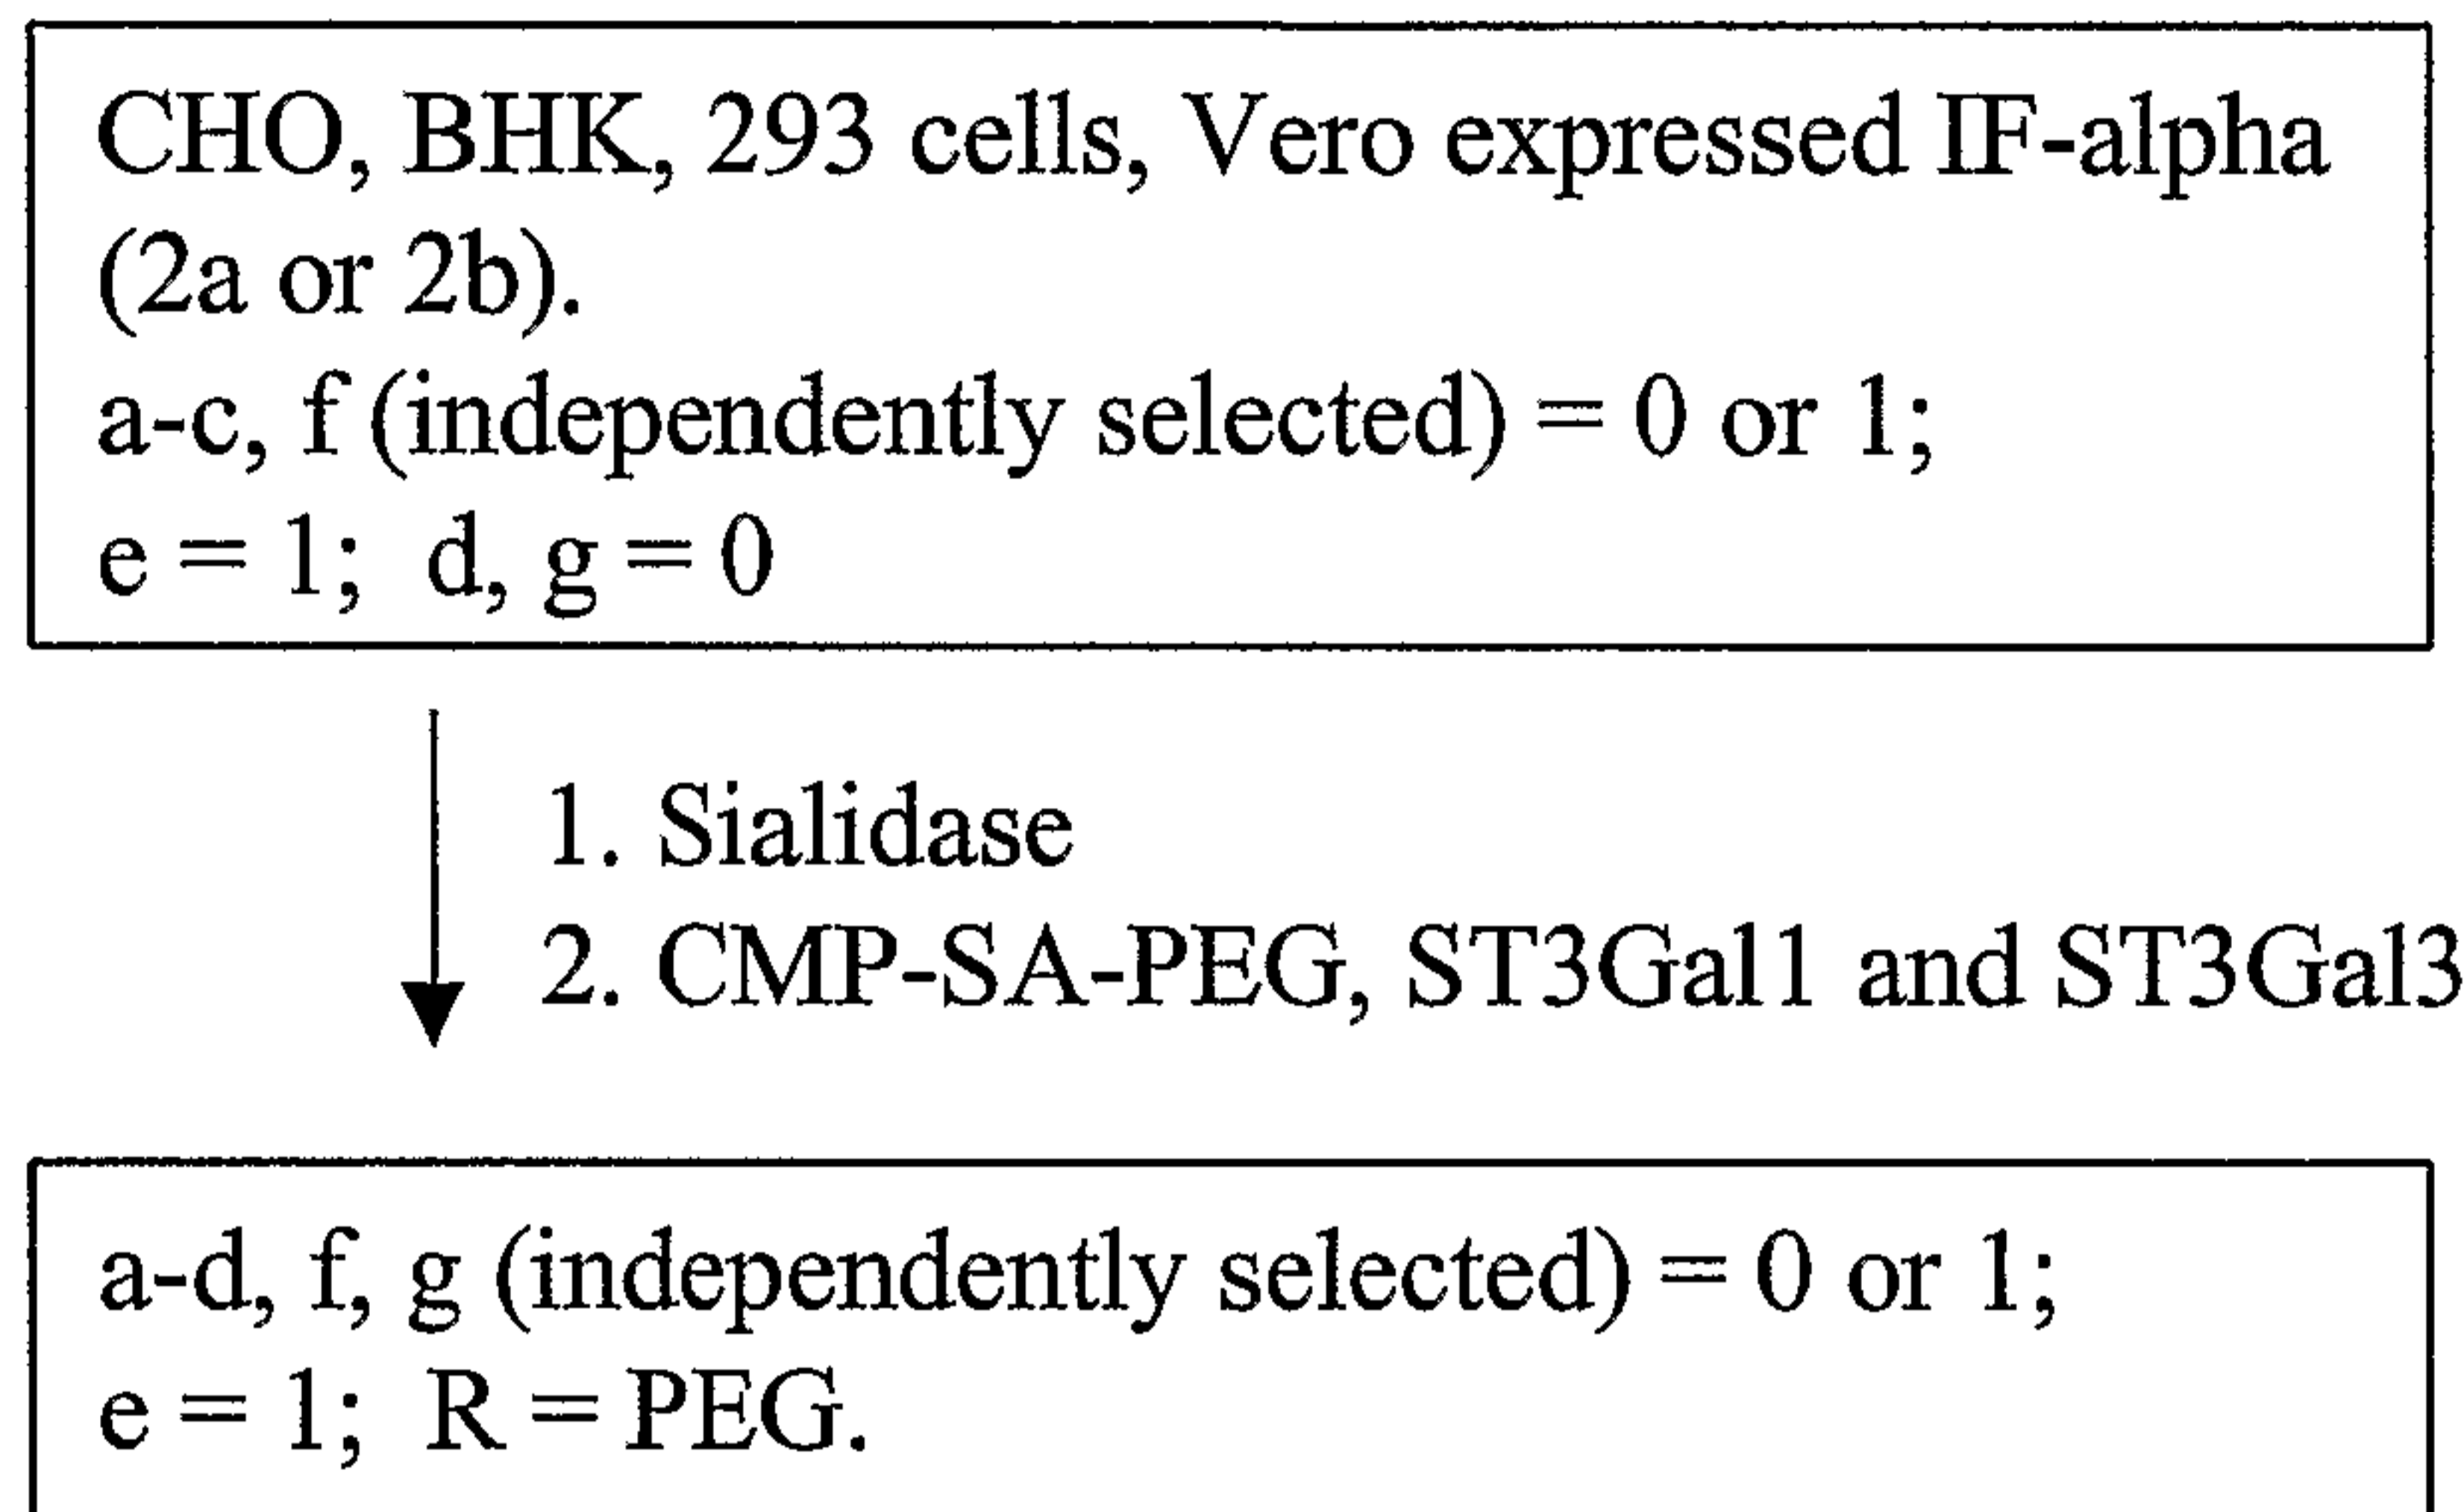 CHO, BHK, 293 cells, Vero expressed IF-alpha
(2a or 2b).
a-c, f (independently selected) = 0 or 1;
e = 1; d, g = 0
1. Sialidase
2. CMP-SA-PEG, ST3Gal1 and ST3Gal3
a-d, f, g (independently selected) = 0 or 1;
e = 1; R = PEG.